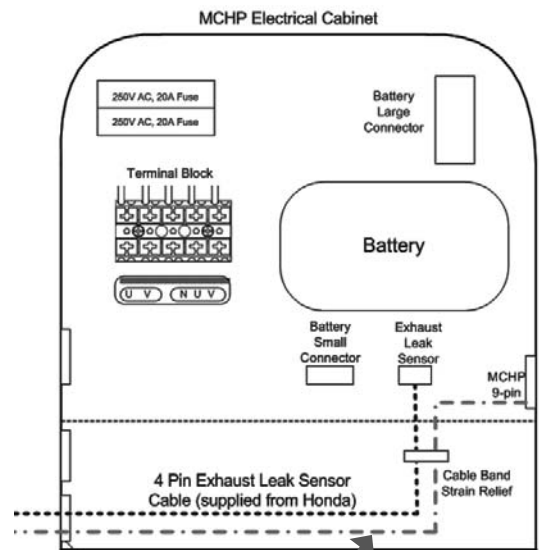 MCHP Electrical Cabinet
250V AC, 20A Fuse
250V AC, 20A Fuse
Battery
Large
Connector
Terminal Block
U V N U V
Battery
Battery
Small
Connector
Exhaust
Leak
Sensor
MCHP
9-pin
4 Pin Exhaust Leak Sensor
Cable (supplied from Honda)
Cable Band
Strain Relief